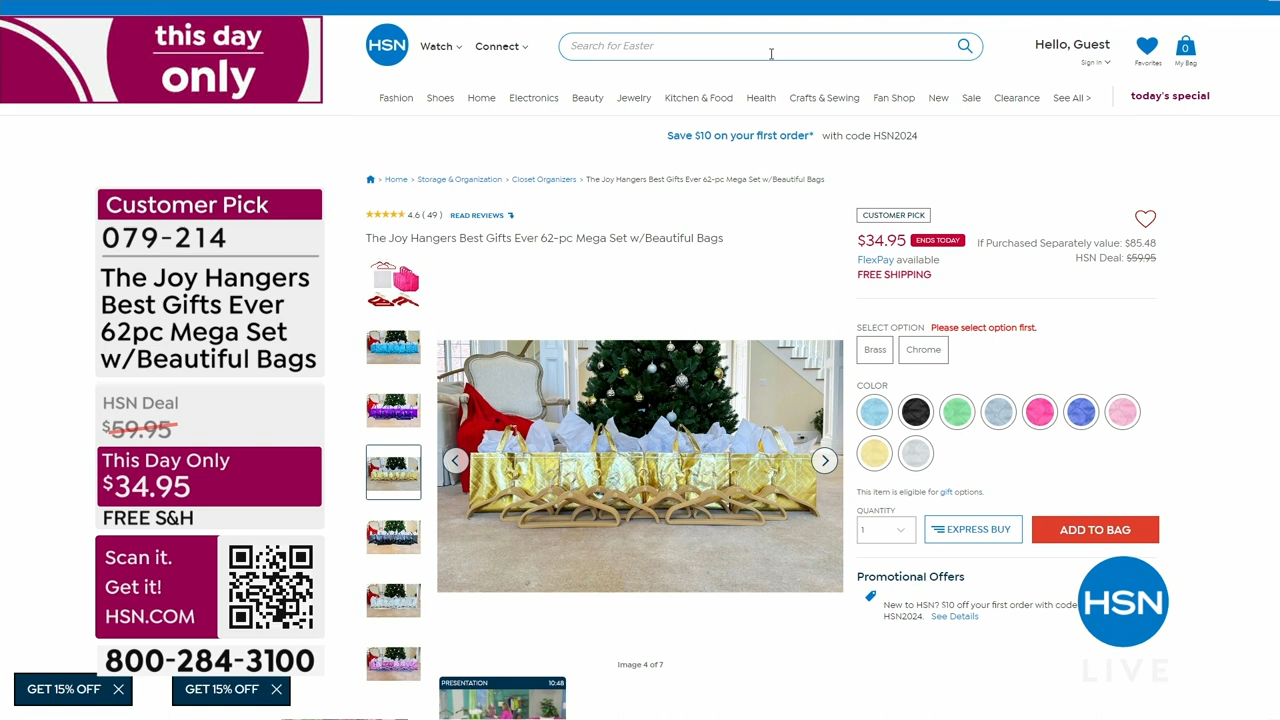 this day
only
HSN
Watch
Connect
Search for Easter
Hello, Guest
Sign In
Favorites
0
My Bag
Fashion
Shoes
Home
Electronics
Beauty
Jewelry
Kitchen & Food
Health
Crafts & Sewing
Fan Shop
New
Sale
Clearance
See All >
today's special
Save $10 on your first order* with code HSN2024
> Home > Storage & Organization > Closet Organizers > The Joy Hangers Best Gifts Ever 62-pc Mega Set w/Beautiful Bags
Customer Pick
079-214
The Joy Hangers
Best Gifts Ever
62pc Mega Set
w/Beautiful Bags
HSN Deal
$59.95
This Day Only
$34.95
FREE S&H
Scan it.
Get it!
HSN.COM
800-284-3100
GET 15% OFF
GET 15% OFF
4.6 ( 49 ) READ REVIEWS
The Joy Hangers Best Gifts Ever 62-pc Mega Set w/Beautiful Bags
Image 4 of 7
PRESENTATION 10:48
CUSTOMER PICK
$34.95 ENDS TODAY
If Purchased Separately value: $85.48
FlexPay available
HSN Deal: $59.95
FREE SHIPPING
SELECT OPTION Please select option first.
Brass
Chrome
COLOR
This item is eligible for gift options.
QUANTITY
1
EXPRESS BUY
ADD TO BAG
Promotional Offers
New to HSN? $10 off your first order with code
HSN2024. See Details
HSN
LIVE